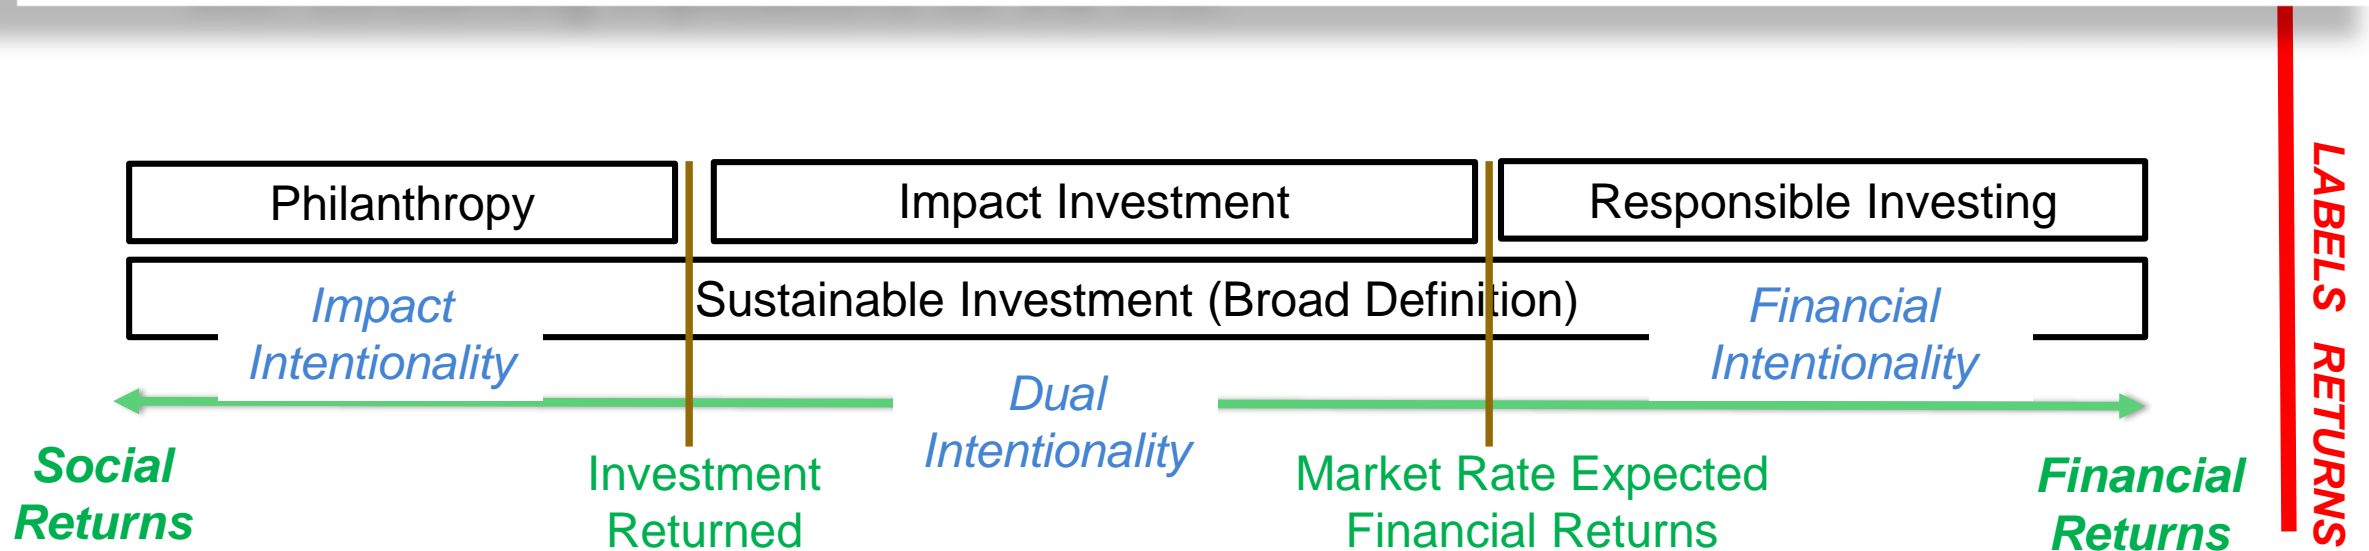 Philanthropy
Impact Investment
Responsible Investing
Sustainable Investment (Broad Definition)
Impact
Intentionality
Financial
Intentionality
Dual
Intentionality
Social
Returns
Investment
Returned
Market Rate Expected
Financial Returns
Financial
Returns
LABELS RETURNS